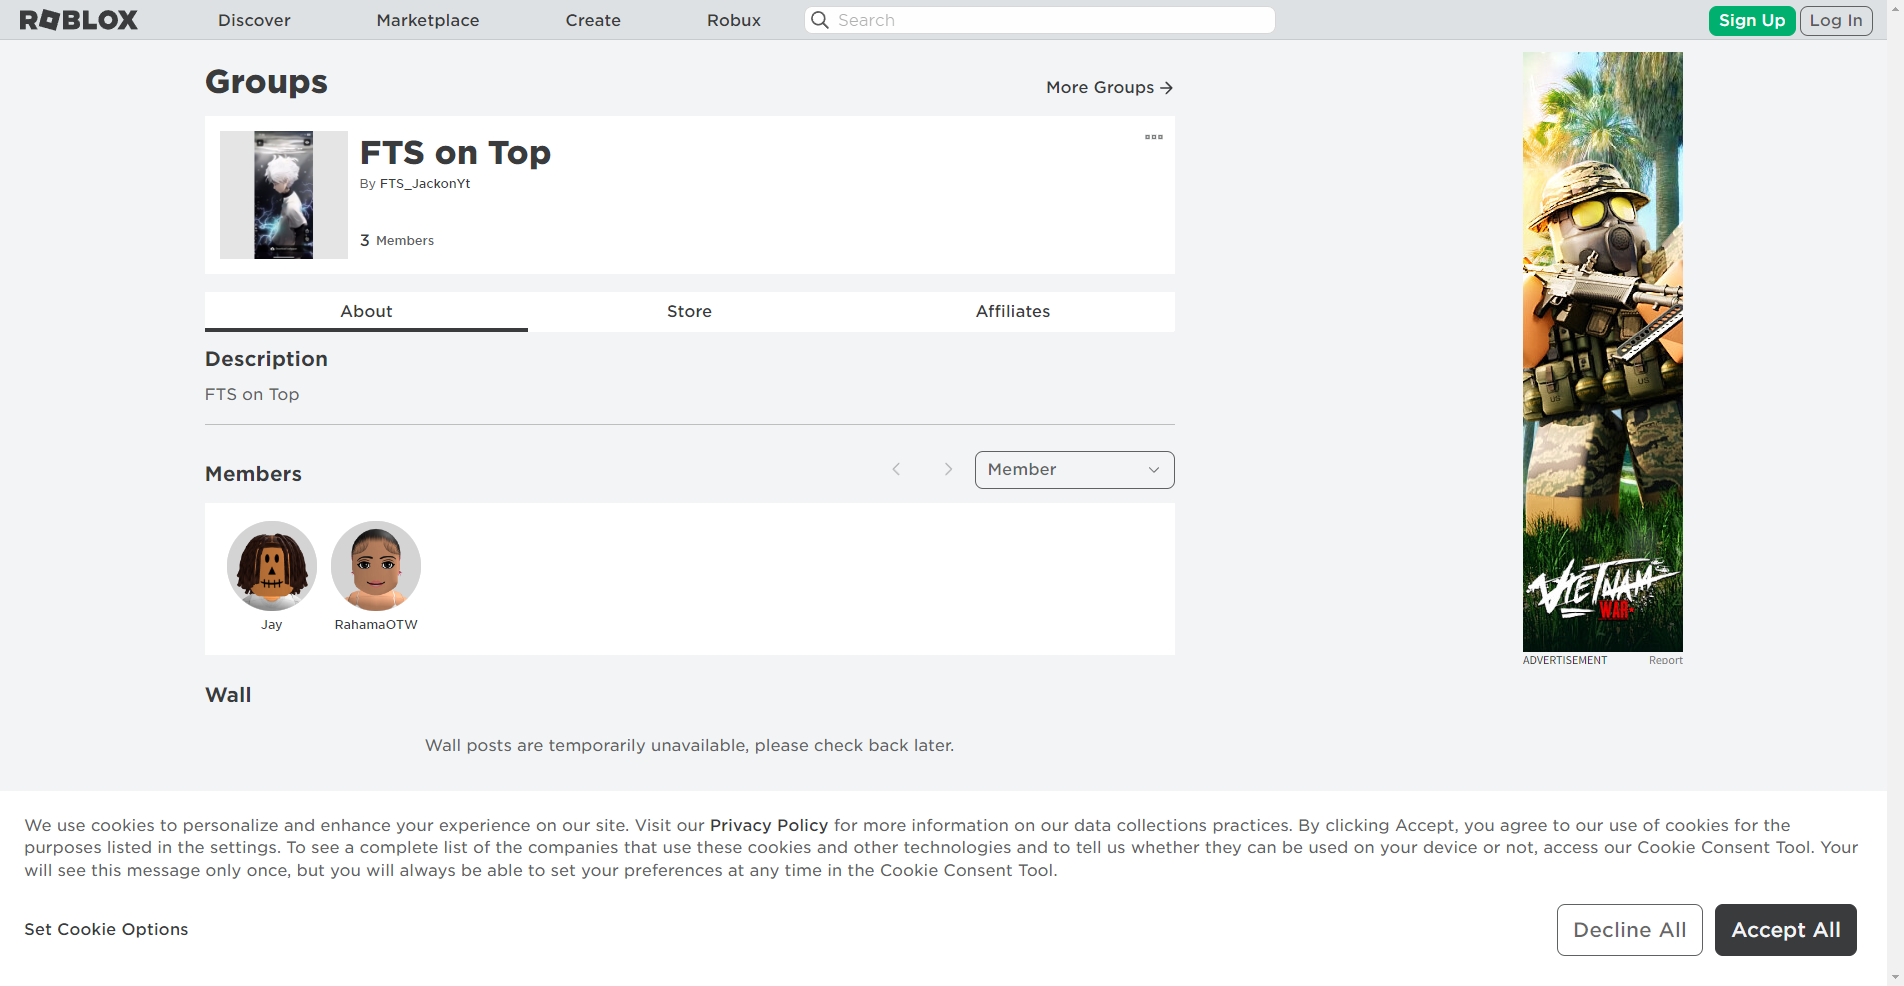 ROBLOX
Discover
Marketplace
Create
Robux
Search
Sign Up
Log In
Groups
More Groups
FTS on Top
By FTS_JackonYt
3 Members
About
Store
Affiliates
Description
FTS on Top
Members
Member
Jay
RahamaOTW
Wall
Wall posts are temporarily unavailable, please check back later.
US
US
VIETNAM
WAR
ADVERTISEMENT
Report
We use cookies to personalize and enhance your experience on our site. Visit our Privacy Policy for more information on our data collections practices. By clicking Accept, you agree to our use of cookies for the
purposes listed in the settings. To see a complete list of the companies that use these cookies and other technologies and to tell us whether they can be used on your device or not, access our Cookie Consent Tool. Your
will see this message only once, but you will always be able to set your preferences at any time in the Cookie Consent Tool.
Set Cookie Options
Decline All
Accept All